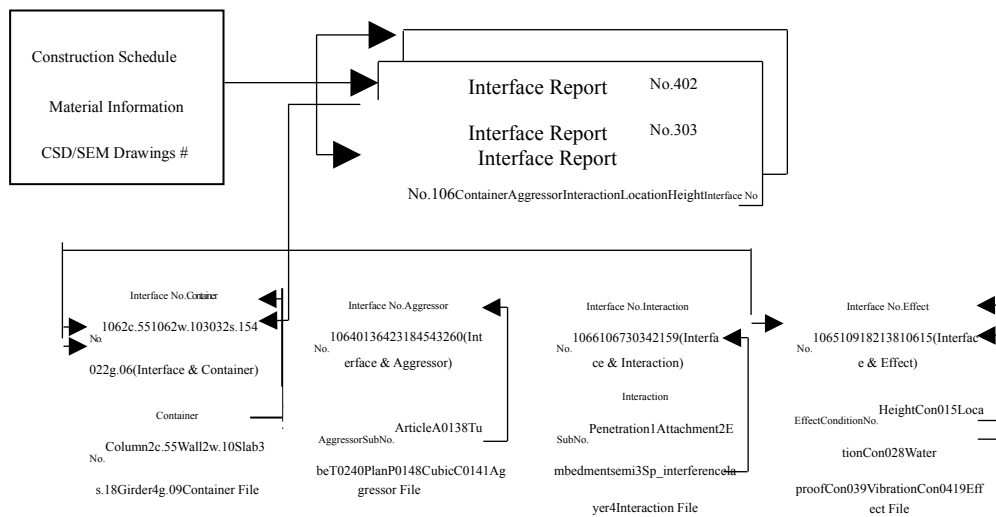 Construction Schedule
Material Information
CSD/SEM Drawings #
Interface Report No.402
Interface Report No.303
Interface Report
No.106ContainerAggressorInteractionLocationHeightInterface No
Interface No.Container
1062c.551062w.103032s.154
No.
022g.06(Interface & Container)
Container
Column2c.55Wall2w.10Slab3
No.
s.18Girder4g.09Container File
Interface No.Aggressor
10640136423184543260(Int
No.
erface & Aggressor)
ArticleA0138Tu
AggressorSubNo.
beT0240PlanP0148CubicC0141Ag
gressor File
Interface No.Interaction
1066106730342159(Interfa
No.
ce & Interaction)
Interaction
Penetration1Attachment2E
SubNo.
mbedmentsemi3Sp_interferencela
yer4Interaction File
Interface No.Effect
106510918213810615(Interfac
No.
e & Effect)
HeightCon015Loca
EffectConditionNo.
tionCon028Water
proofCon039VibrationCon0419Eff
ect File